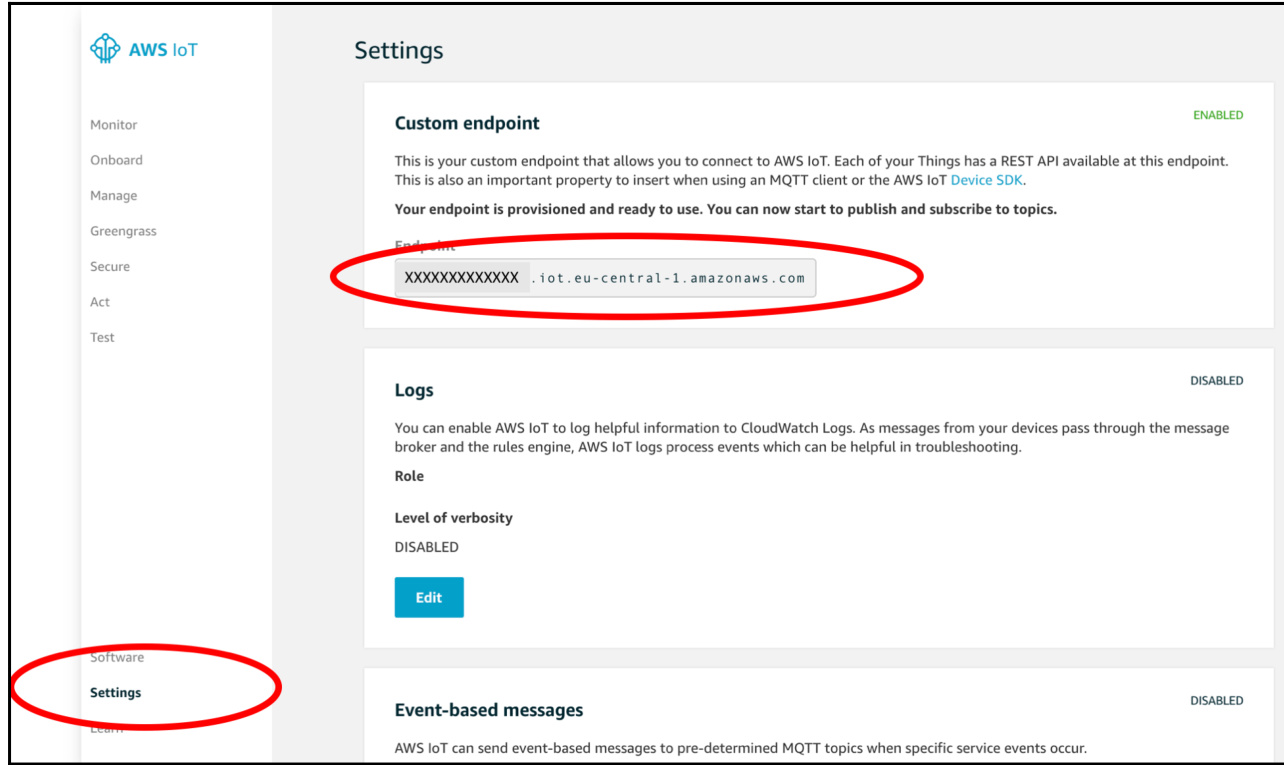 AWS IoT
Monitor
Onboard
Manage
Greengrass
Secure
Act
Test
Software
Settings
Learn
Settings
Custom endpoint
ENABLED
This is your custom endpoint that allows you to connect to AWS IoT. Each of your Things has a REST API available at this endpoint.
This is also an important property to insert when using an MQTT client or the AWS IoT Device SDK.
Your endpoint is provisioned and ready to use. You can now start to publish and subscribe to topics.
Endpoint
XXXXXXXXXXXXX.iot.eu-central-1.amazonaws.com
Logs
DISABLED
You can enable AWS IoT to log helpful information to CloudWatch Logs. As messages from your devices pass through the message
broker and the rules engine, AWS IoT logs process events which can be helpful in troubleshooting.
Role
Level of verbosity
DISABLED
Edit
Event-based messages
DISABLED
AWS IoT can send event-based messages to pre-determined MQTT topics when specific service events occur.